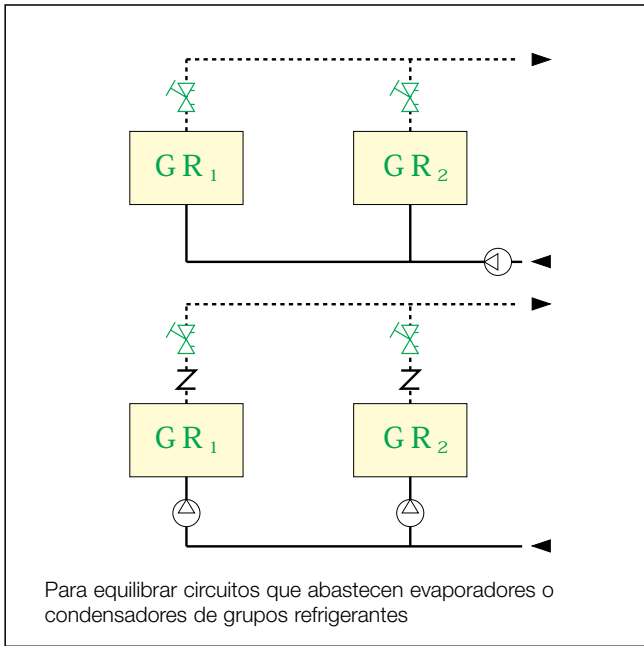 GR₁ GR₂
GR₁ GR₂
Para equilibrar circuitos que abastecen evaporadores o
condensadores de grupos refrigerantes